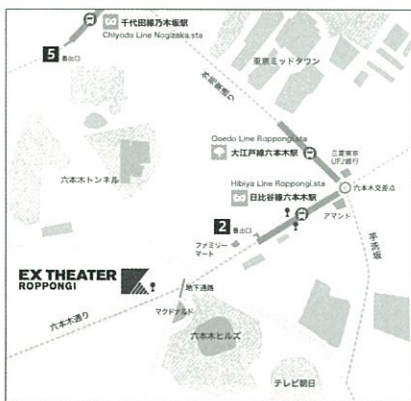 千代田線乃木坂駅
Chiyoda Line Nogizaka.sta
5 番出口
東京ミッドタウン
外苑東通り
Ooedo Line Roppongi.sta
大江戸線六本木駅
三菱東京
UFJ銀行
六本木トンネル
Hibiya Line Roppongi.sta
日比谷線六本木駅
六本木交差点
アマンド
2 番出口
ファミリー
マート
芋洗坂
EX THEATER
ROPPONGI
地下通路
マクドナルド
六本木通り
六本木ヒルズ
テレビ朝日